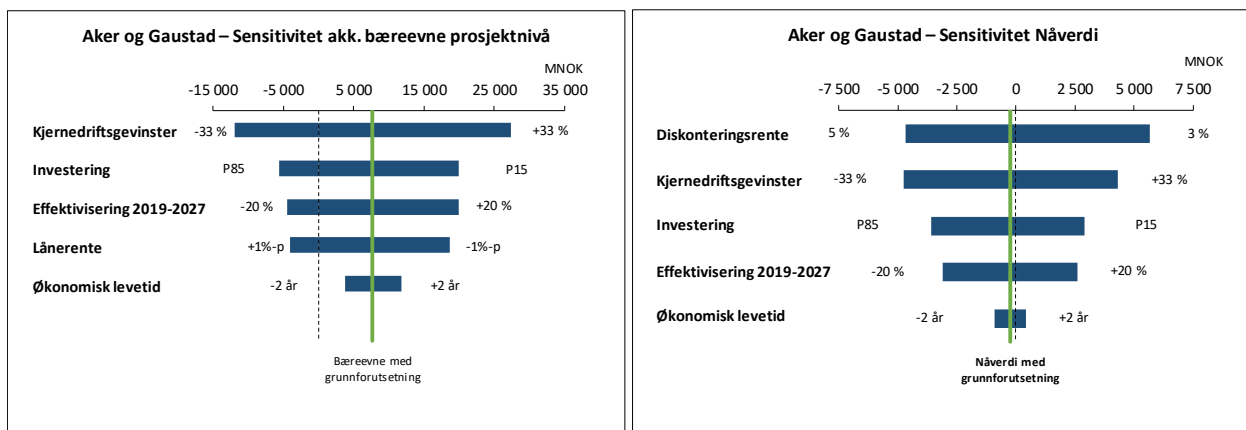 Aker og Gaustad – Sensitivitet akk. bæreevne prosjektnivå
MNOK
-15 000 -5 000 5 000 15 000 25 000 35 000
Kjernedriftsgevinster -33 % +33 %
Investering P85 P15
Effektivisering 2019-2027 -20 % +20 %
Lånerente +1%-p -1%-p
Økonomisk levetid -2 år +2 år
Bæreevne med
grunnforutsetning
Aker og Gaustad – Sensitivitet Nåverdi
MNOK
-7 500 -5 000 -2 500 0 2 500 5 000 7 500
Diskonteringsrente 5 % 3 %
Kjernedriftsgevinster -33 % +33 %
Investering P85 P15
Effektivisering 2019-2027 -20 % +20 %
Økonomisk levetid -2 år +2 år
Nåverdi med
grunnforutsetning